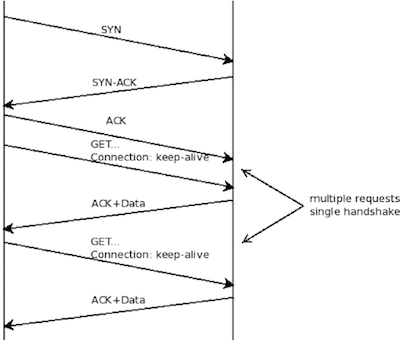 SYN
SYN-ACK
ACK
GET...
Connection: keep-alive
ACK+Data
multiple requests
single handshake
GET...
Connection: keep-alive
ACK+Data